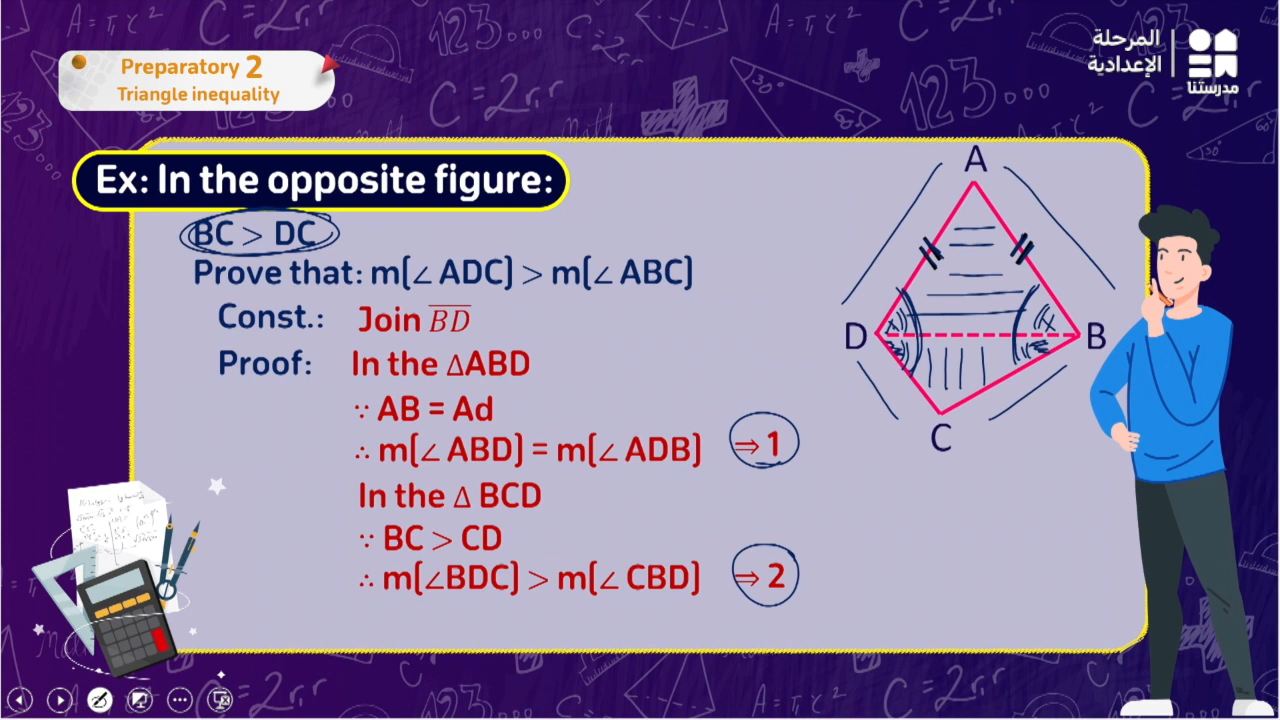 Preparatory 2
Triangle inequality
المرحلة
الإعدادية
مدرستنا
Ex: In the opposite figure:
BC > DC
Prove that: m(∠ ADC) > m(∠ ABC)
Const.: Join BD
Proof: In the ΔABD
∵ AB = Ad
∴ m(∠ ABD) = m(∠ ADB) ⇒ 1
In the Δ BCD
∵ BC > CD
∴ m(∠BDC) > m(∠ CBD) ⇒ 2
A
D
B
C